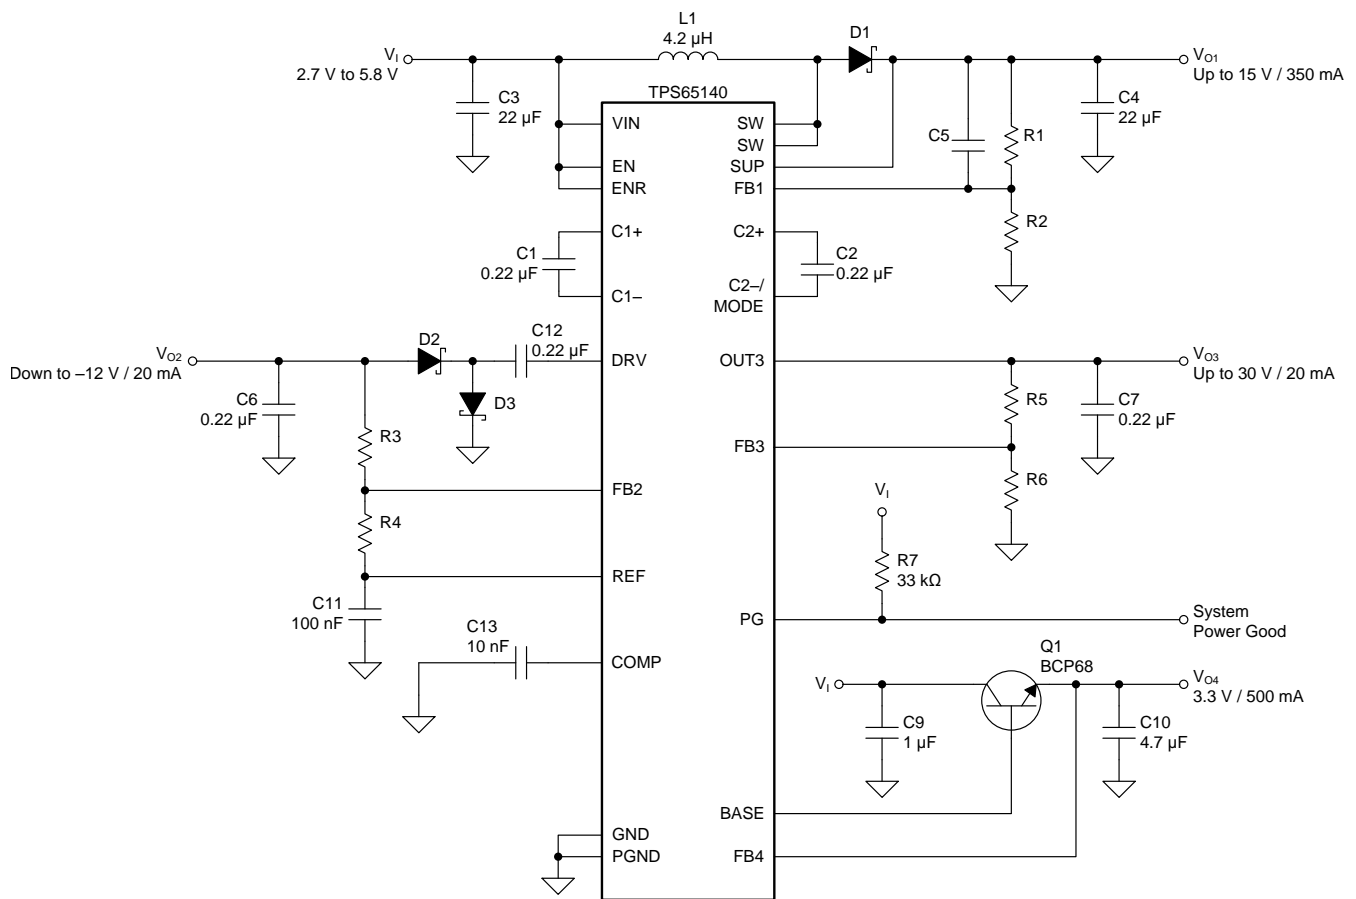 L1
4.2 µH
D1
VI
2.7 V to 5.8 V
VO1
Up to 15 V / 350 mA
C3
22 µF
TPS65140
VIN
EN
ENR
SW
SW
SUP
FB1
C5
R1
C4
22 µF
R2
C1
0.22 µF
C1+
C1–
C2+
C2–/
MODE
C2
0.22 µF
VO2
Down to –12 V / 20 mA
D2
C12
0.22 µF
DRV
OUT3
VO3
Up to 30 V / 20 mA
C6
0.22 µF
D3
R3
R5
C7
0.22 µF
FB3
FB2
R6
VI
R4
R7
33 kΩ
REF
C11
100 nF
PG
System
Power Good
C13
10 nF
COMP
Q1
BCP68
VI
VO4
3.3 V / 500 mA
C9
1 µF
C10
4.7 µF
BASE
GND
PGND
FB4